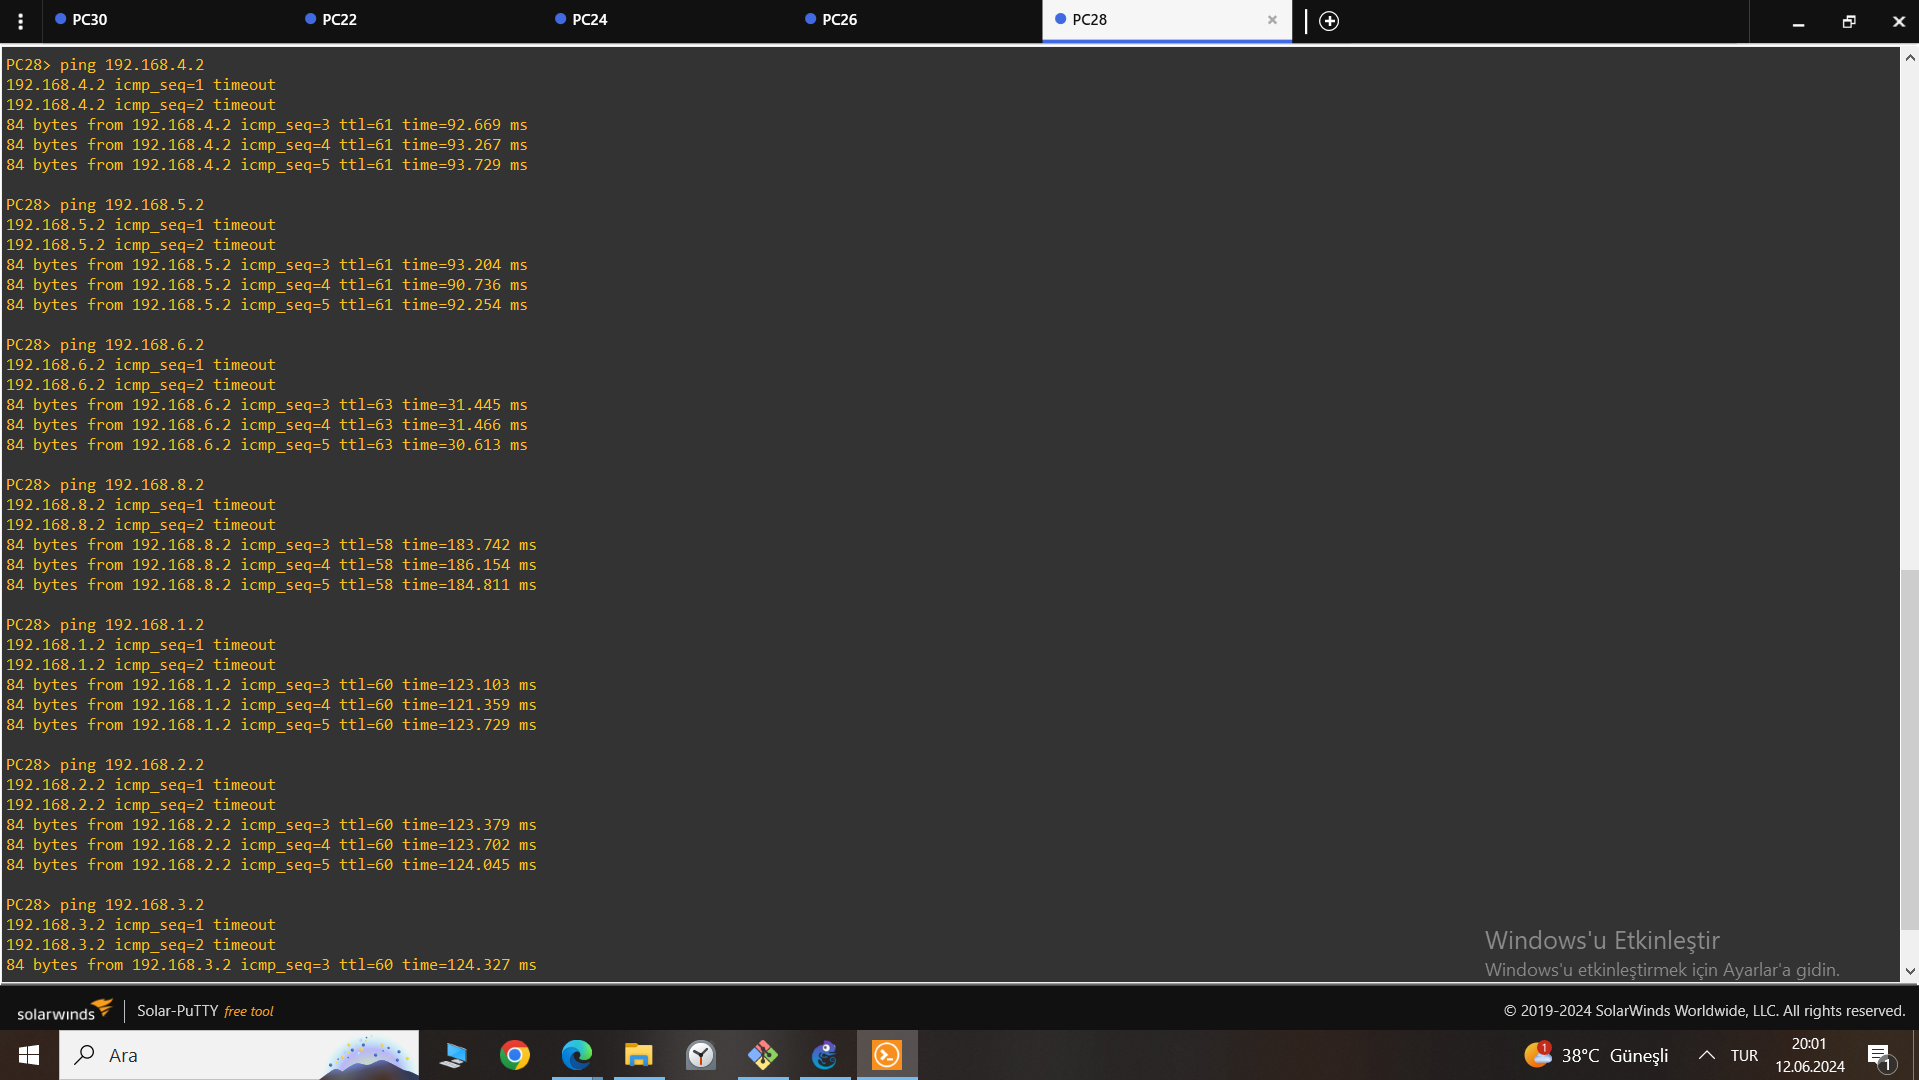 PC30
PC22
PC24
PC26
PC28
PC28> ping 192.168.4.2
192.168.4.2 icmp_seq=1 timeout
192.168.4.2 icmp_seq=2 timeout
84 bytes from 192.168.4.2 icmp_seq=3 ttl=61 time=92.669 ms
84 bytes from 192.168.4.2 icmp_seq=4 ttl=61 time=93.267 ms
84 bytes from 192.168.4.2 icmp_seq=5 ttl=61 time=93.729 ms
PC28> ping 192.168.5.2
192.168.5.2 icmp_seq=1 timeout
192.168.5.2 icmp_seq=2 timeout
84 bytes from 192.168.5.2 icmp_seq=3 ttl=61 time=93.204 ms
84 bytes from 192.168.5.2 icmp_seq=4 ttl=61 time=90.736 ms
84 bytes from 192.168.5.2 icmp_seq=5 ttl=61 time=92.254 ms
PC28> ping 192.168.6.2
192.168.6.2 icmp_seq=1 timeout
192.168.6.2 icmp_seq=2 timeout
84 bytes from 192.168.6.2 icmp_seq=3 ttl=63 time=31.445 ms
84 bytes from 192.168.6.2 icmp_seq=4 ttl=63 time=31.466 ms
84 bytes from 192.168.6.2 icmp_seq=5 ttl=63 time=30.613 ms
PC28> ping 192.168.8.2
192.168.8.2 icmp_seq=1 timeout
192.168.8.2 icmp_seq=2 timeout
84 bytes from 192.168.8.2 icmp_seq=3 ttl=58 time=183.742 ms
84 bytes from 192.168.8.2 icmp_seq=4 ttl=58 time=186.154 ms
84 bytes from 192.168.8.2 icmp_seq=5 ttl=58 time=184.811 ms
PC28> ping 192.168.1.2
192.168.1.2 icmp_seq=1 timeout
192.168.1.2 icmp_seq=2 timeout
84 bytes from 192.168.1.2 icmp_seq=3 ttl=60 time=123.103 ms
84 bytes from 192.168.1.2 icmp_seq=4 ttl=60 time=121.359 ms
84 bytes from 192.168.1.2 icmp_seq=5 ttl=60 time=123.729 ms
PC28> ping 192.168.2.2
192.168.2.2 icmp_seq=1 timeout
192.168.2.2 icmp_seq=2 timeout
84 bytes from 192.168.2.2 icmp_seq=3 ttl=60 time=123.379 ms
84 bytes from 192.168.2.2 icmp_seq=4 ttl=60 time=123.702 ms
84 bytes from 192.168.2.2 icmp_seq=5 ttl=60 time=124.045 ms
PC28> ping 192.168.3.2
192.168.3.2 icmp_seq=1 timeout
192.168.3.2 icmp_seq=2 timeout
84 bytes from 192.168.3.2 icmp_seq=3 ttl=60 time=124.327 ms
Windows'u Etkinleştir
Windows'u etkinleştirmek için Ayarlar'a gidin.
solarwinds
Solar-PuTTY free tool
© 2019-2024 SolarWinds Worldwide, LLC. All rights reserved.
Ara
1
38°C Güneşli
TUR
20:01
12.06.2024
1